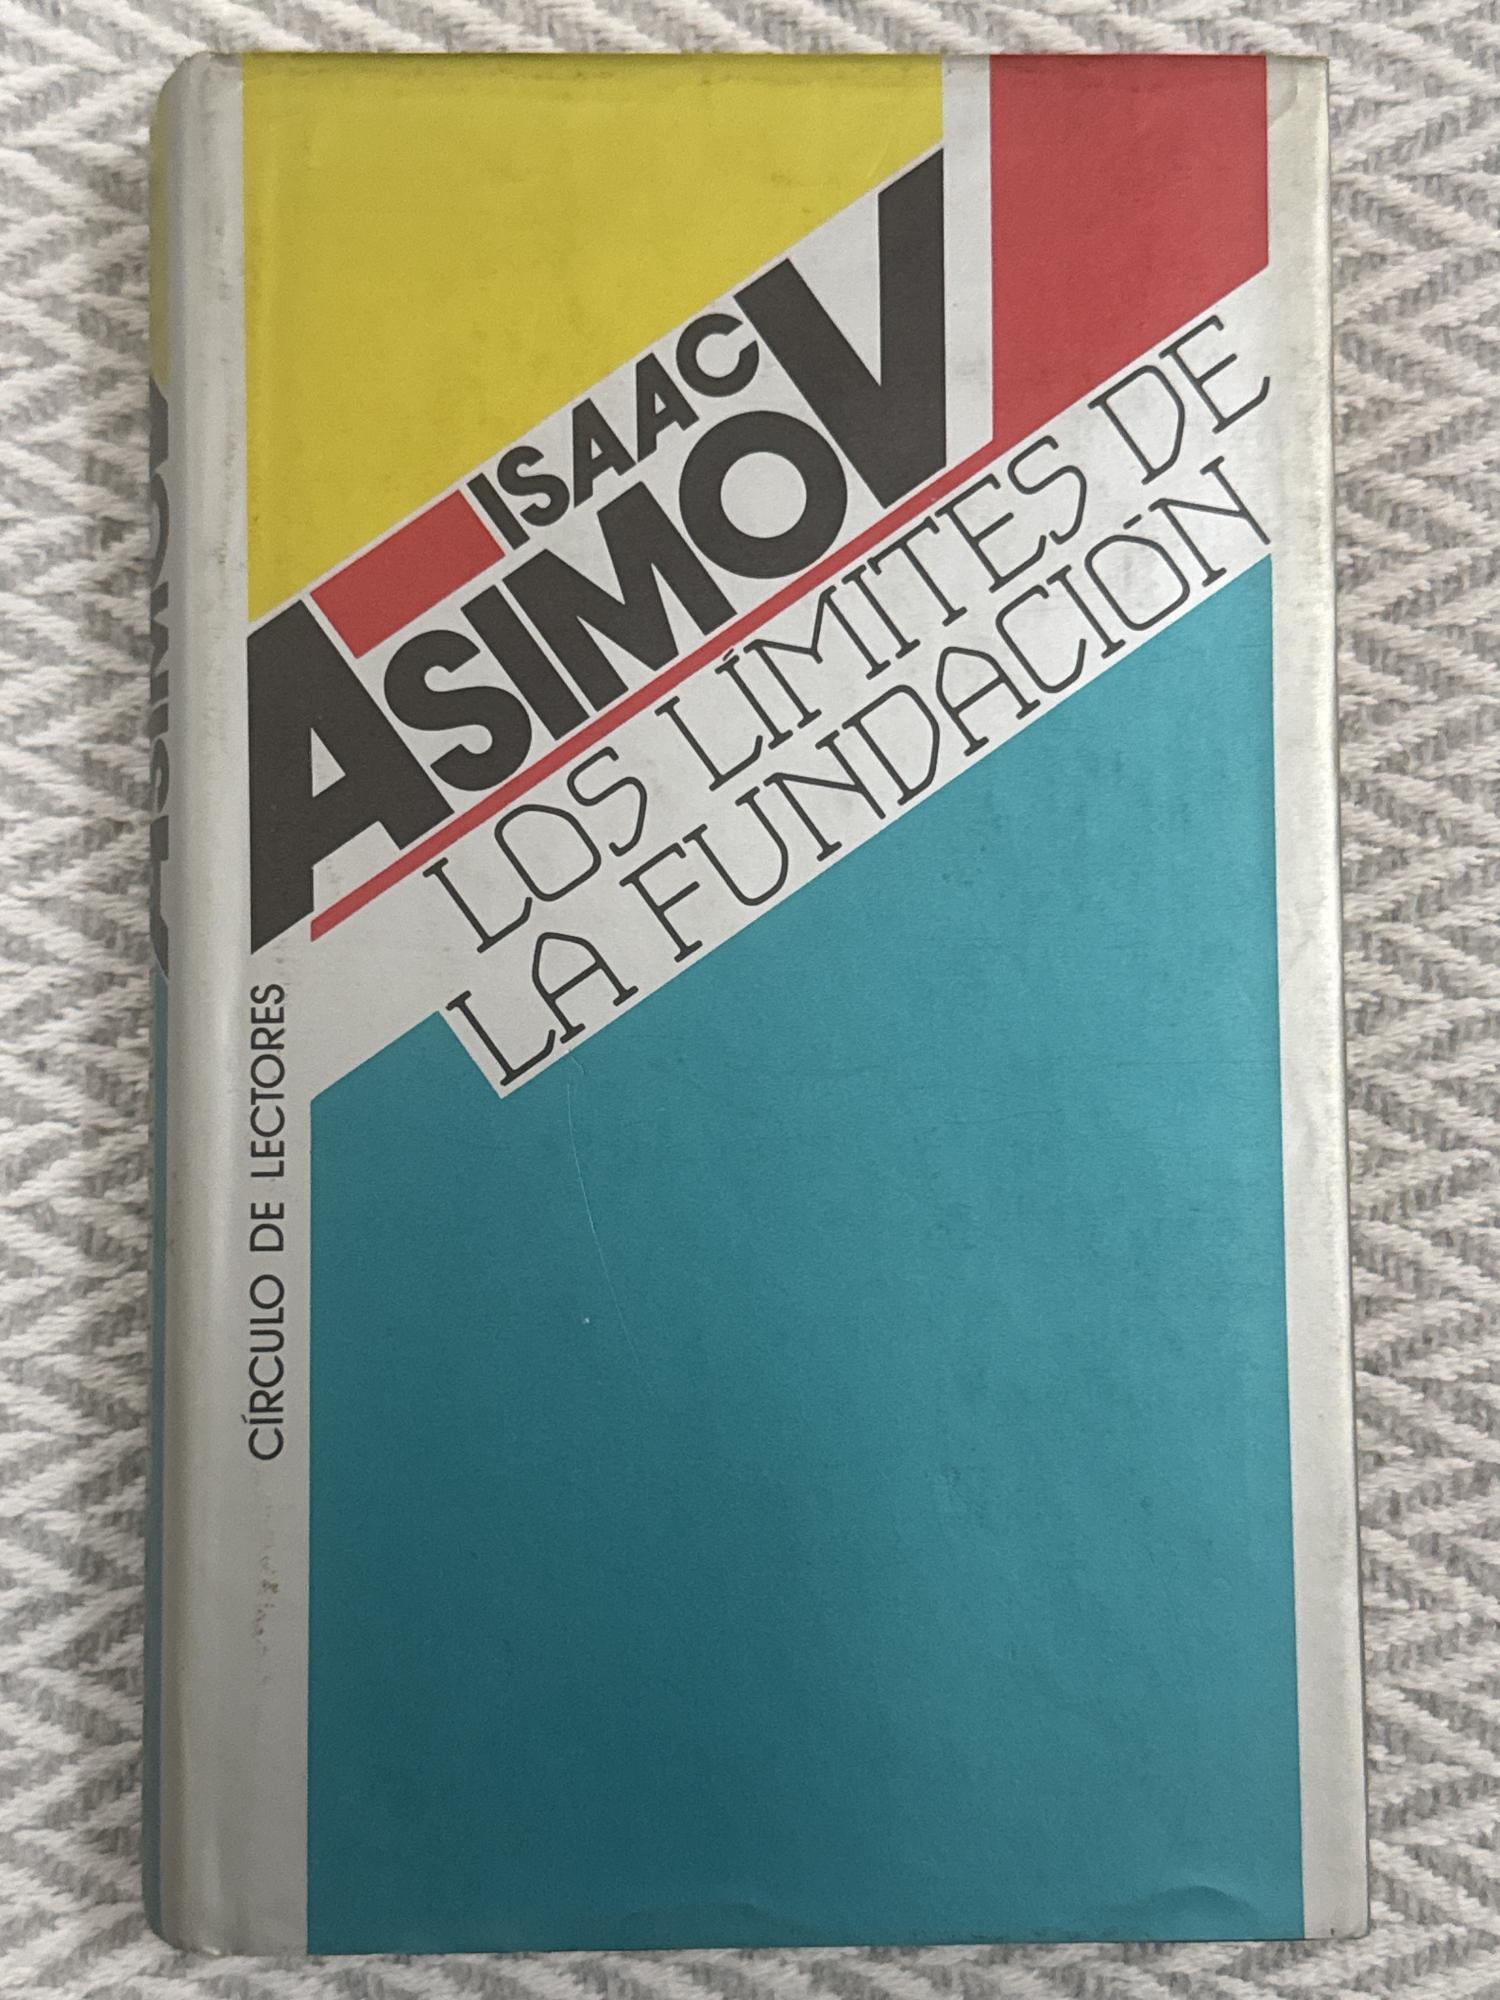 ISAAC
ASIMOV
LOS LÍMITES DE
LA FUNDACIÓN
CÍRCULO DE LECTORES